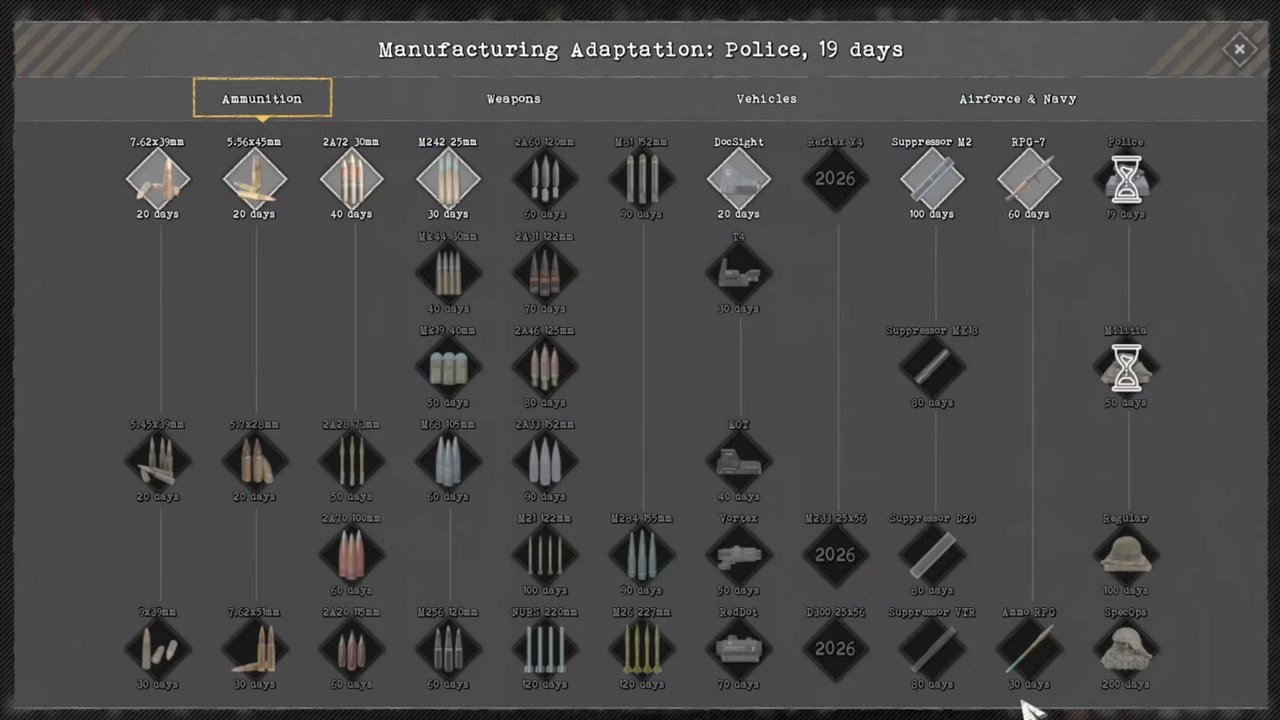 Manufacturing Adaptation: Police, 19 days
Ammunition Weapons Vehicles Airforce & Navy
7.62x39mm 5.56x45mm 2A72 30mm M242 25mm 2A60 120mm M81 152mm DocSight Reflex X4 Suppressor M2 RPG-7 Police
2026
20 days 20 days 40 days 30 days 60 days 90 days 20 days 100 days 60 days 19 days
Mk44 30mm 2A31 122mm T4
40 days 70 days 30 days
Mk19 40mm 2A46 125mm Suppressor MK18 Militia
50 days 80 days 80 days 50 days
5.45x39mm 5.7x28mm 2A28 73mm M68 105mm 2A33 152mm EOT
20 days 20 days 50 days 60 days 90 days 40 days
2A70 100mm M21 122mm M284 155mm Vortex M233 25x56 Suppressor D20 Regular
2026
60 days 100 days 90 days 50 days 80 days 100 days
9x39mm 7.62x51mm 2A20 115mm M256 120mm NURS 220mm M26 227mm RedDot D300 25x56 Suppressor VTR Ammo RPG SpecOps
2026
30 days 30 days 60 days 60 days 120 days 120 days 70 days 80 days 30 days 200 days